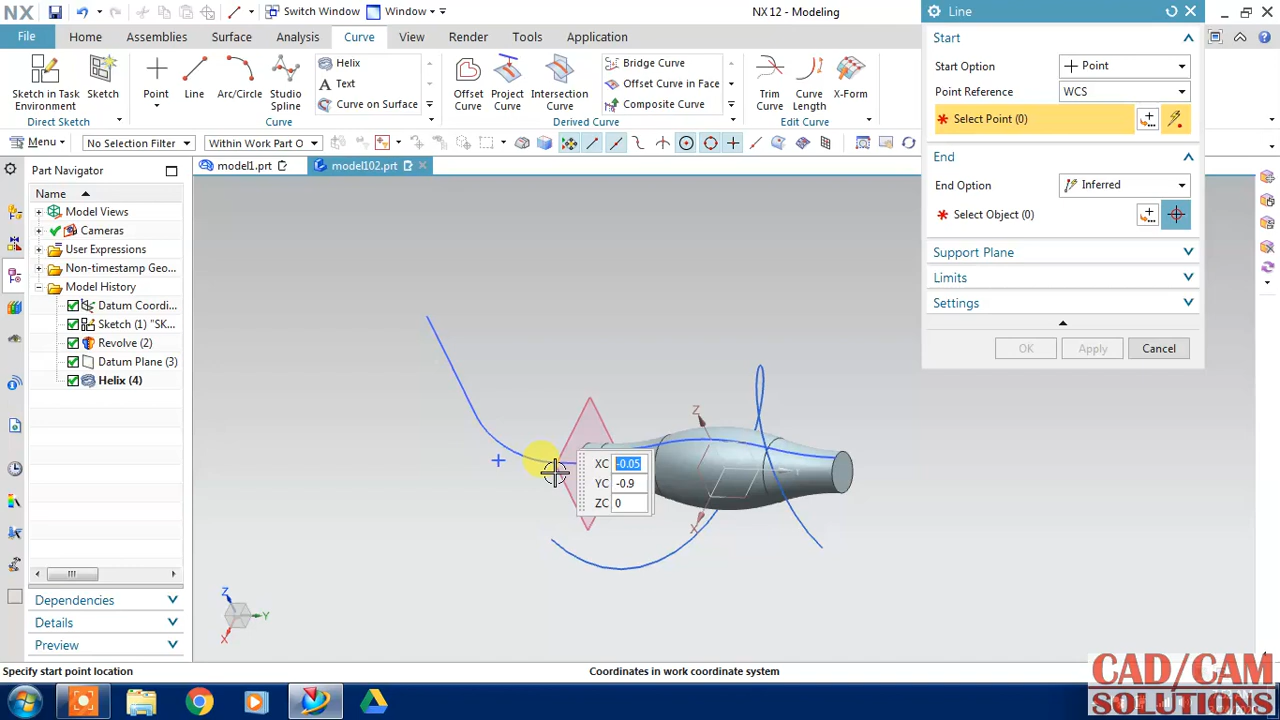 NX
Switch Window
Window
NX 12 - Modeling
File
Home
Assemblies
Surface
Analysis
Curve
View
Render
Tools
Application
Sketch in Task
Environment
Sketch
Point
Line
Arc/Circle
Studio
Spline
Helix
Text
Curve on Surface
Offset
Curve
Project
Curve
Intersection
Curve
Bridge Curve
Offset Curve in Face
Composite Curve
Trim
Curve
Curve
Length
X-Form
Direct Sketch
Curve
Derived Curve
Edit Curve
Menu
No Selection Filter
Within Work Part O
model1.prt
model102.prt
Part Navigator
Name
Model Views
Cameras
User Expressions
Non-timestamp Geo...
Model History
Datum Coordi...
Sketch (1) "SK...
Revolve (2)
Datum Plane (3)
Helix (4)
Dependencies
Details
Preview
Line
Start
Start Option
Point
Point Reference
WCS
* Select Point (0)
End
End Option
Inferred
* Select Object (0)
Support Plane
Limits
Settings
OK
Apply
Cancel
XC -0.05
YC -0.9
ZC 0
Z
X
Z
Y
X
Specify start point location
Coordinates in work coordinate system
CAD/CAM
SOLUTIONS